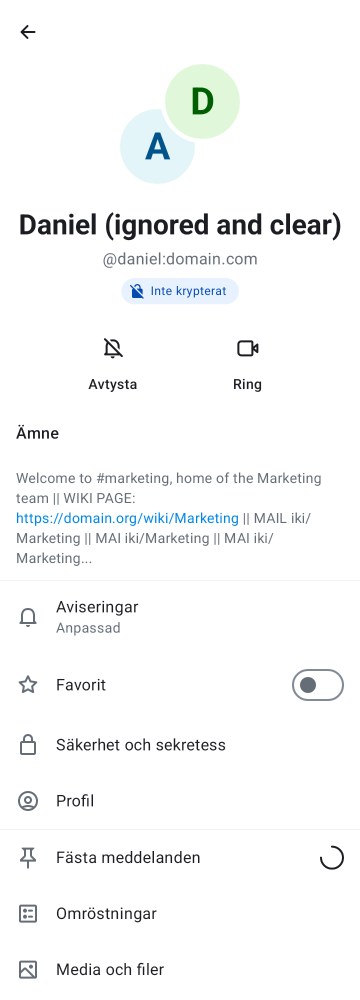 D
A
Daniel (ignored and clear)
@daniel:domain.com
Inte krypterat
Avtysta
Ring
Ämne
Welcome to #marketing, home of the Marketing
team || WIKI PAGE:
https://domain.org/wiki/Marketing || MAIL iki/
Marketing || MAI iki/Marketing || MAI iki/
Marketing...
Aviseringar
Anpassad
Favorit
Säkerhet och sekretess
Profil
Fästa meddelanden
Omröstningar
Media och filer